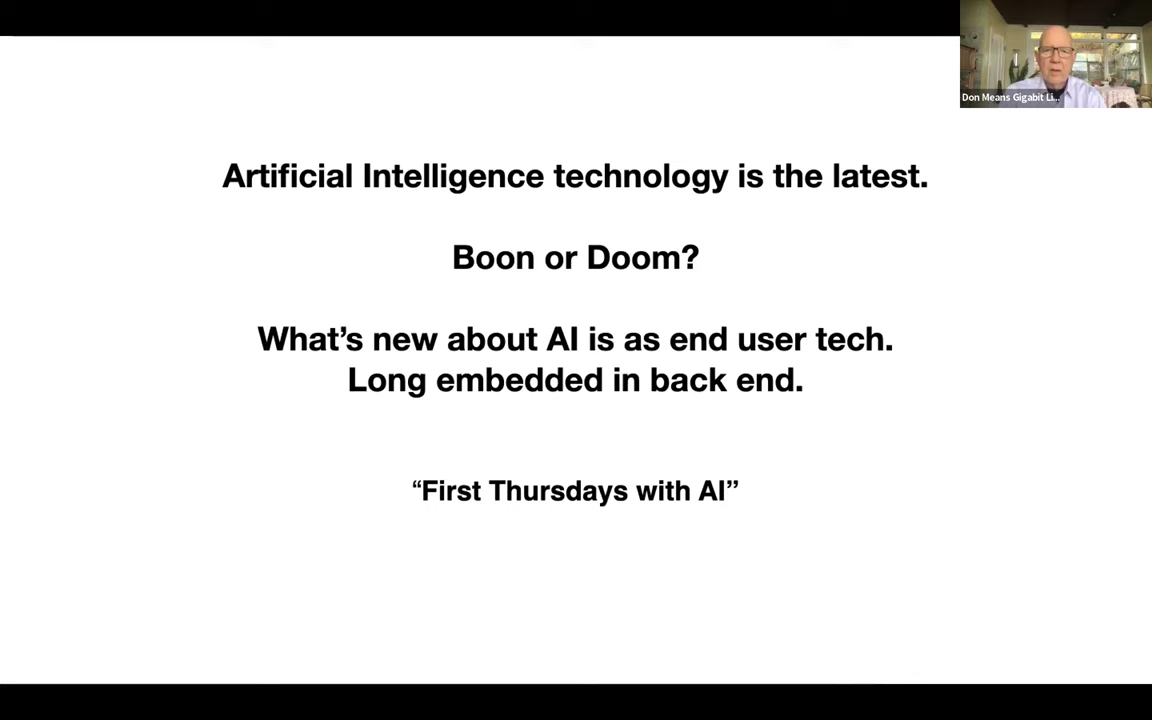 Don Means Gigabit Li...
Artificial Intelligence technology is the latest.
Boon or Doom?
What’s new about AI is as end user tech.
Long embedded in back end.
“First Thursdays with AI”